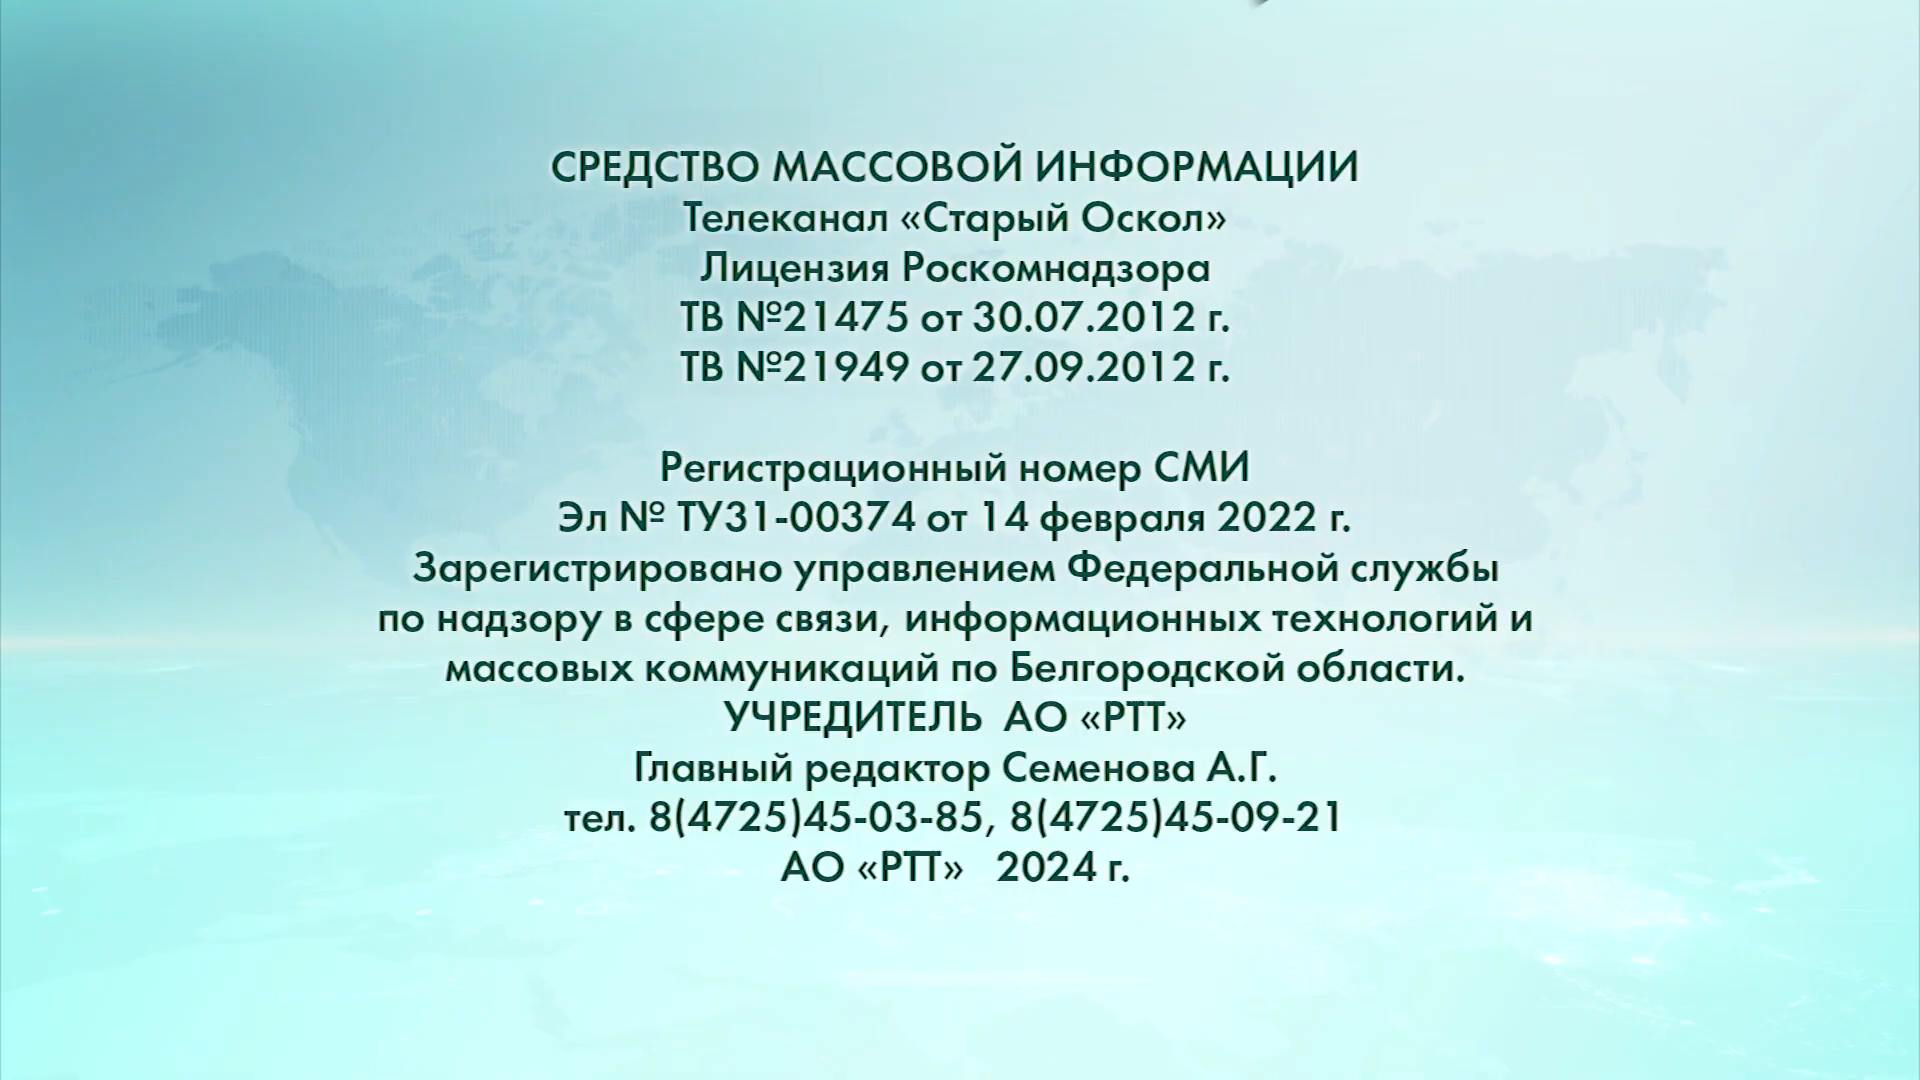 СРЕДСТВО МАССОВОЙ ИНФОРМАЦИИ
Телеканал «Старый Оскол»
Лицензия Роскомнадзора
ТВ №21475 от 30.07.2012 г.
ТВ №21949 от 27.09.2012 г.
Регистрационный номер СМИ
Эл № ТУ31-00374 от 14 февраля 2022 г.
Зарегистрировано управлением Федеральной службы
по надзору в сфере связи, информационных технологий и
массовых коммуникаций по Белгородской области.
УЧРЕДИТЕЛЬ АО «РТТ»
Главный редактор Семенова А.Г.
тел. 8(4725)45-03-85, 8(4725)45-09-21
АО «РТТ» 2024 г.